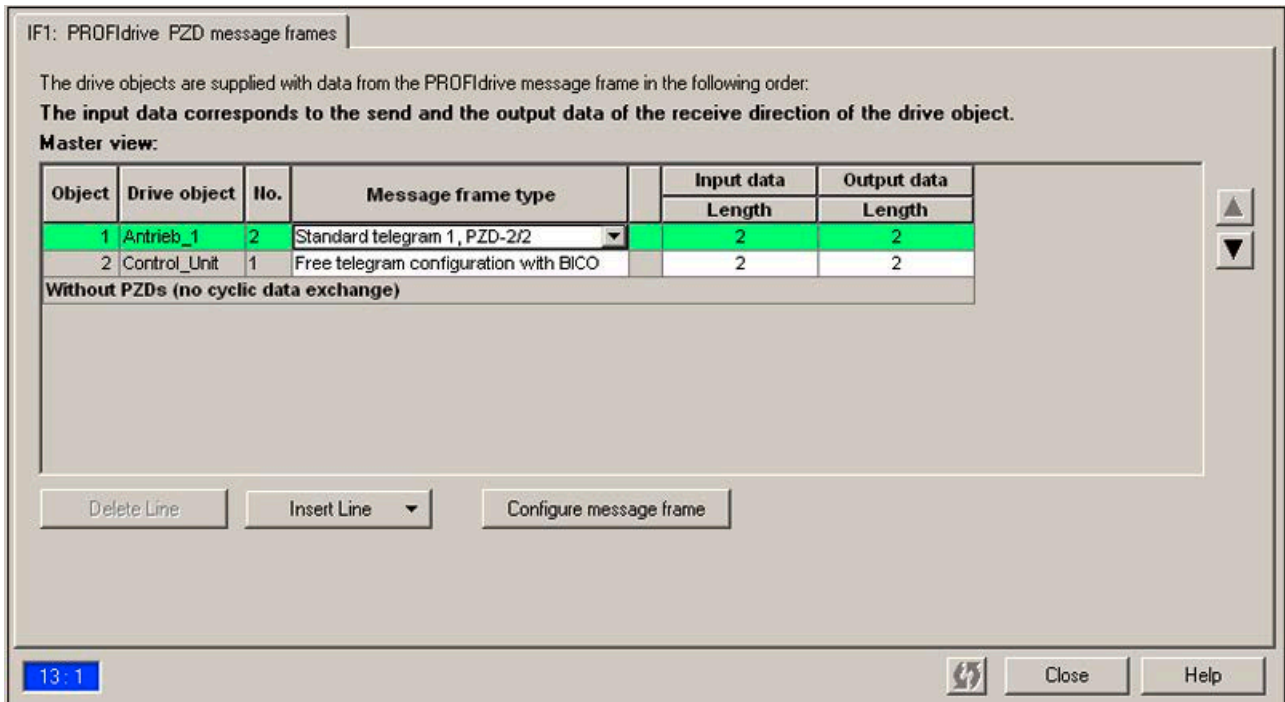 IF1: PROFIdrive PZD message frames
The drive objects are supplied with data from the PROFIdrive message frame in the following order:
The input data corresponds to the send and the output data of the receive direction of the drive object.
Master view:
Object Drive object No. Message frame type Input data Output data
Length Length
1 Antrieb_1 2 Standard telegram 1, PZD-2/2 2 2
2 Control_Unit 1 Free telegram configuration with BICO 2 2
Without PZDs (no cyclic data exchange)
Delete Line Insert Line Configure message frame
13 : 1 Close Help